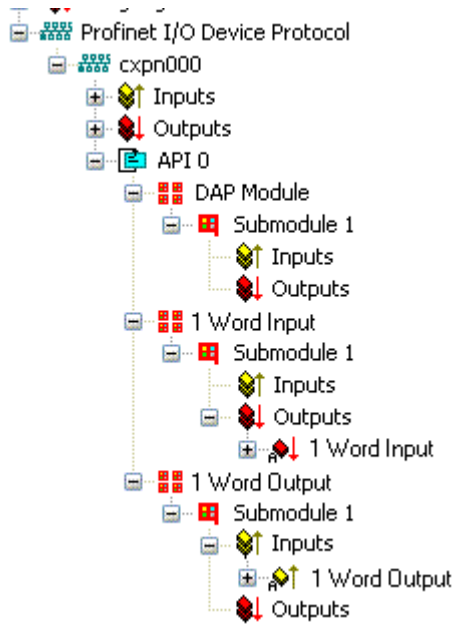 Profinet I/O Device Protocol
cxpn000
Inputs
Outputs
API 0
DAP Module
Submodule 1
Inputs
Outputs
1 Word Input
Submodule 1
Inputs
Outputs
A 1 Word Input
1 Word Output
Submodule 1
Inputs
A 1 Word Output
Outputs